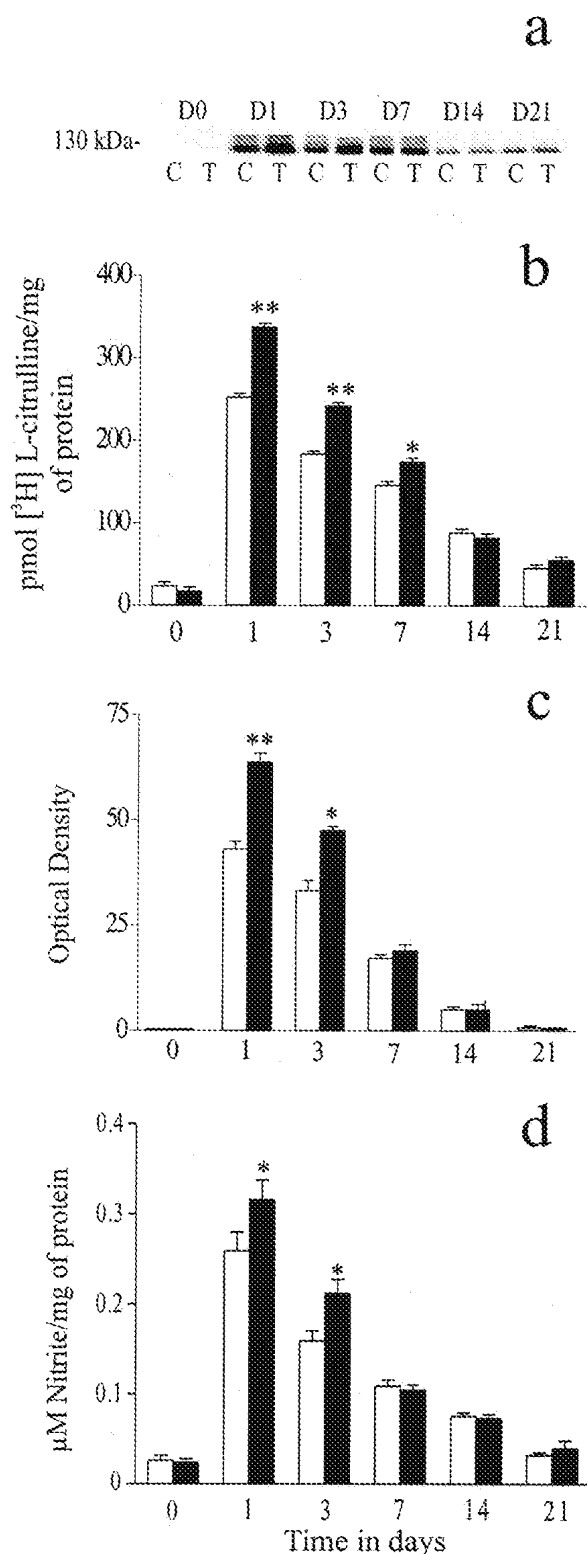 a
D0 D1 D3 D7 D14 D21
130 kDa-
C T C T C T C T C T C T
b
pmol [³H] L-citrulline/mg
of protein
400
300
200
100
0
** ** *
0 1 3 7 14 21
c
Optical Density
75
50
25
0
** *
0 1 3 7 14 21
d
µM Nitrite/mg of protein
0.4
0.3
0.2
0.1
0
* *
0 1 3 7 14 21
Time in days